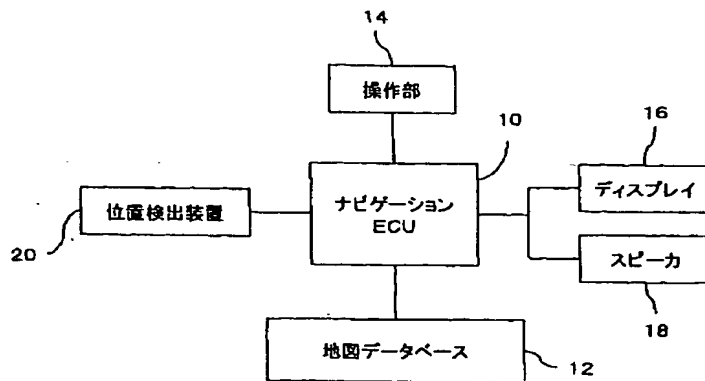 14
操作部
10
16
ディスプレイ
位置検出装置
ナビゲーション
ECU
20
スピーカ
18
地図データベース
12